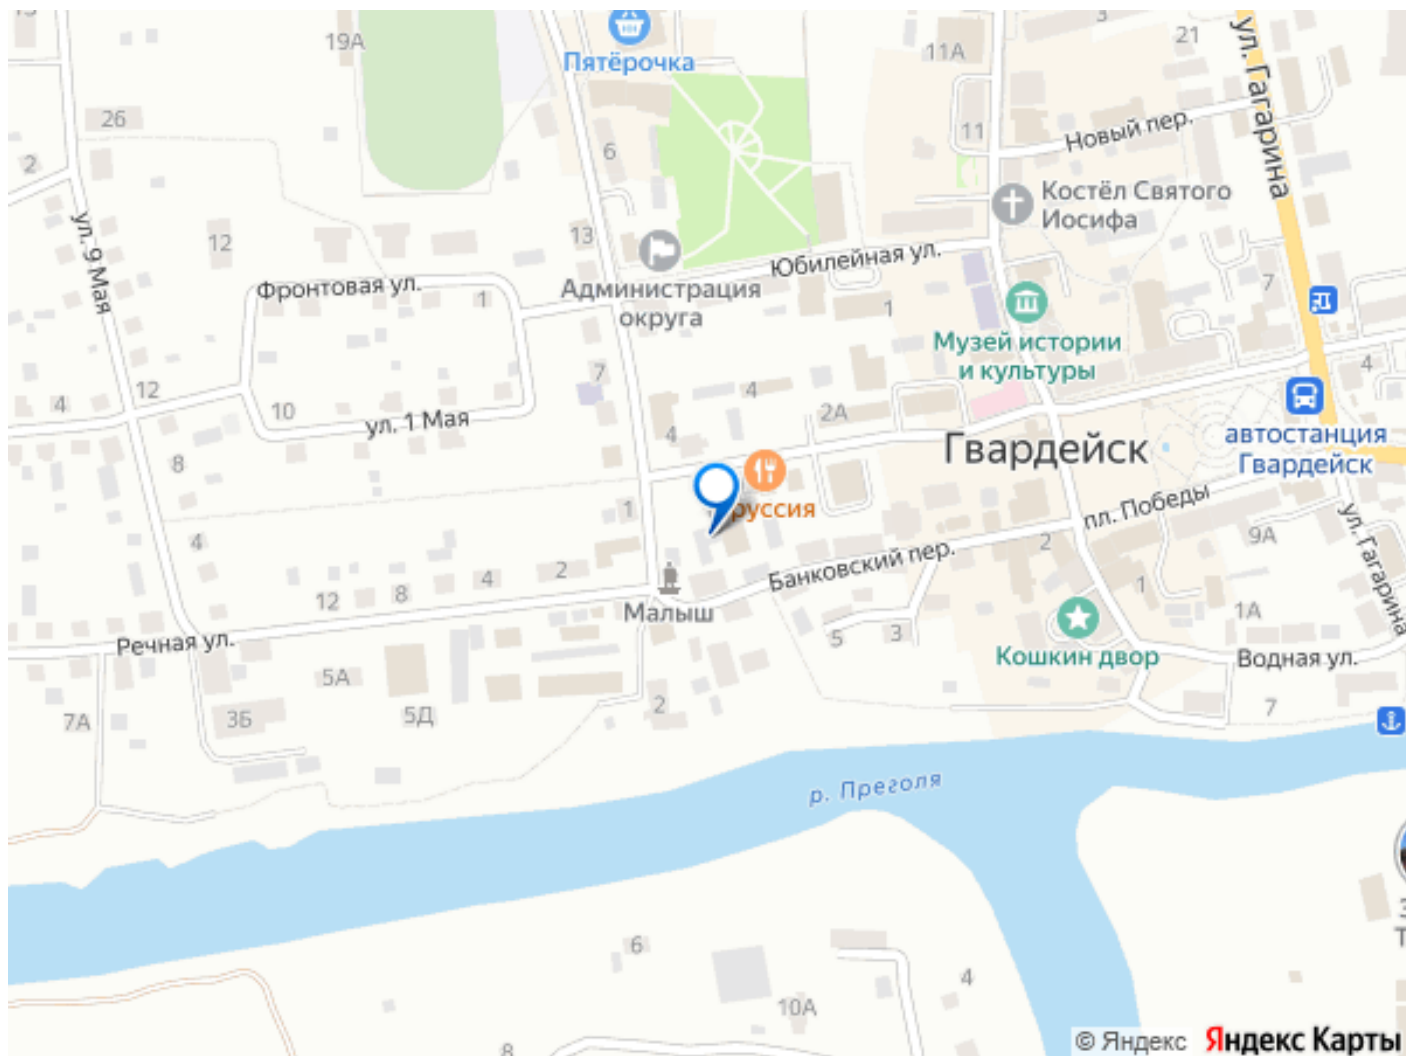 19А
Пятёрочка
3
21
11А
ул. Гагарина
26
11
Новый пер.
2
6
Костёл Святого
Иосифа
ул. 9 Мая
12
13
Юбилейная ул.
7
Фронтовая ул.
1
Администрация
округа
1
Музей истории
и культуры
7
4
12
4
10
ул. 1 Мая
2А
4
4
автостанция
Гвардейск
Гвардейск
8
руссия
1
пл. Победы
9А
ул. Гагарина
4
2
Банковский пер.
2
4
8
12
Малыш
1
1А
5
3
Речная ул.
Кошкин двор
Водная ул.
5А
7А
3Б
5Д
2
7
р. Преголя
6
4
10А
8
© Яндекс
Яндекс Карты